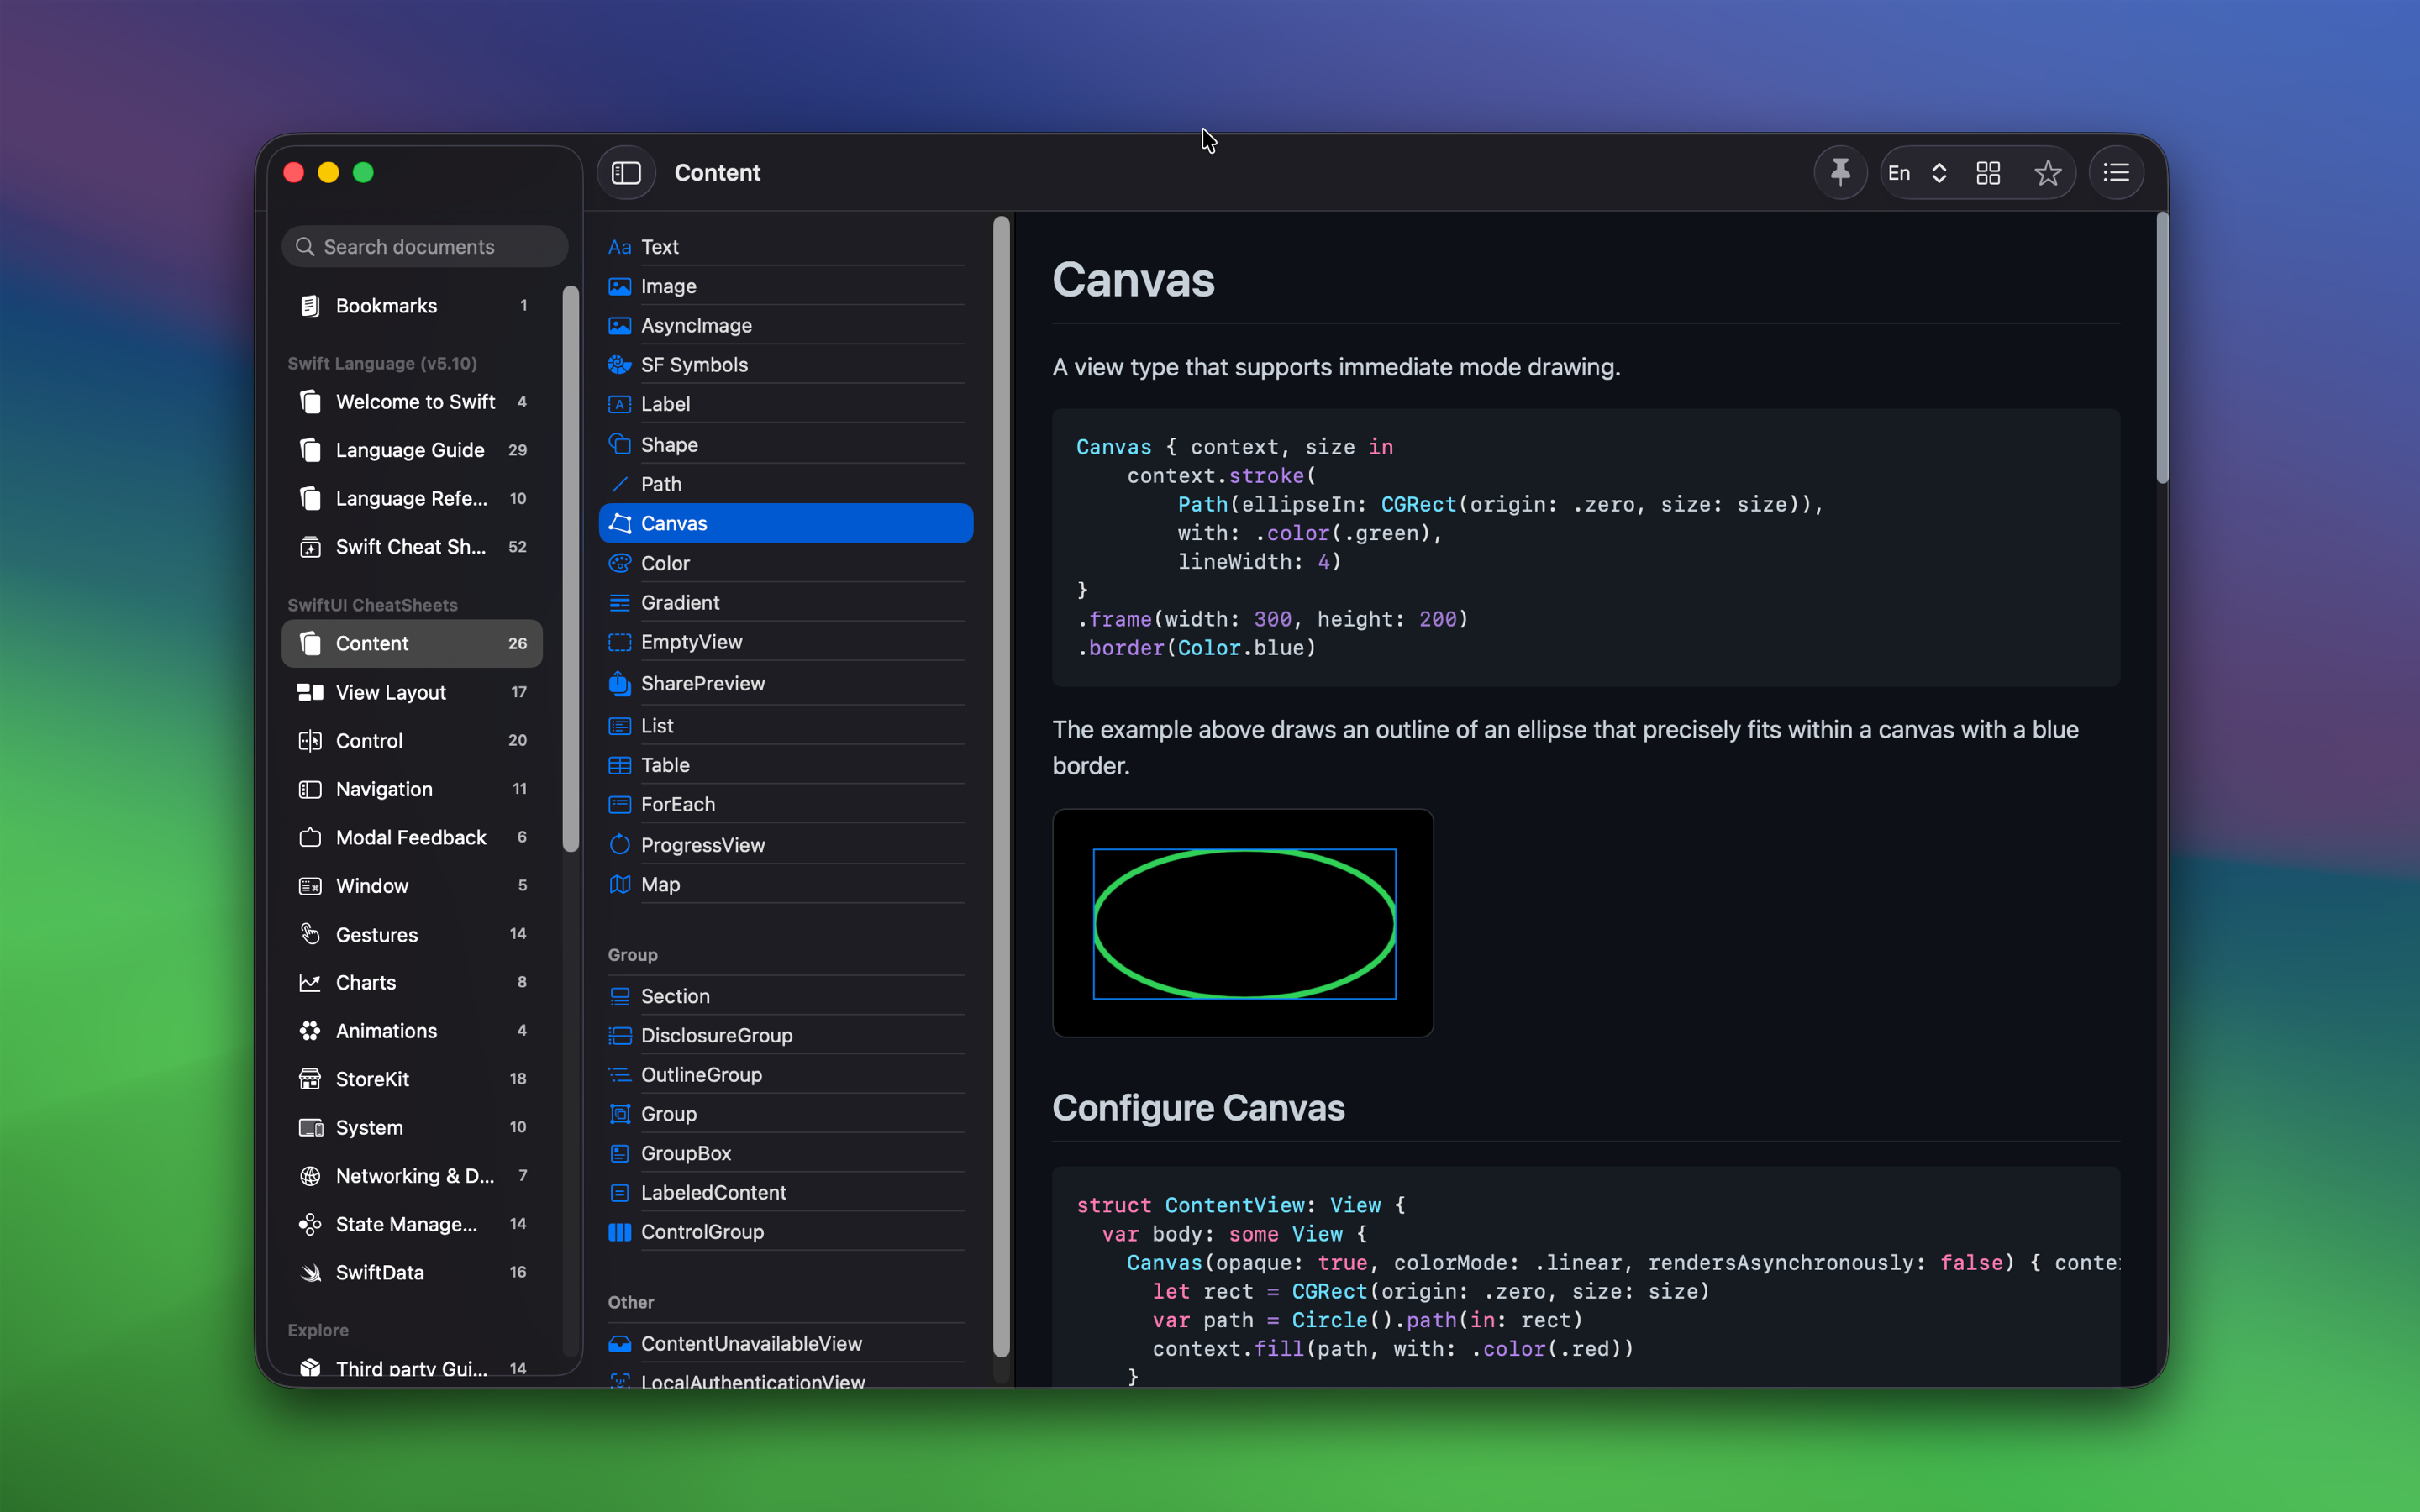 Content
En
Search documents
Bookmarks 1
Swift Language (v5.10)
Welcome to Swift 4
Language Guide 29
Language Refe... 10
Swift Cheat Sh... 52
SwiftUI CheatSheets
Content 26
View Layout 17
Control 20
Navigation 11
Modal Feedback 6
Window 5
Gestures 14
Charts 8
Animations 4
StoreKit 18
System 10
Networking & D... 7
State Manage... 14
SwiftData 16
Explore
Third party Gui... 14
Aa Text
Image
AsyncImage
SF Symbols
A Label
Shape
Path
Canvas
Color
Gradient
EmptyView
SharePreview
List
Table
ForEach
ProgressView
Map
Group
Section
DisclosureGroup
OutlineGroup
Group
GroupBox
LabeledContent
ControlGroup
Other
ContentUnavailableView
LocalAuthenticationView
Canvas
A view type that supports immediate mode drawing.
Canvas { context, size in
    context.stroke(
        Path(ellipseIn: CGRect(origin: .zero, size: size)),
        with: .color(.green),
        lineWidth: 4)
}
.frame(width: 300, height: 200)
.border(Color.blue)
The example above draws an outline of an ellipse that precisely fits within a canvas with a blue
border.
Configure Canvas
struct ContentView: View {
  var body: some View {
    Canvas(opaque: true, colorMode: .linear, rendersAsynchronously: false) { conte
      let rect = CGRect(origin: .zero, size: size)
      var path = Circle().path(in: rect)
      context.fill(path, with: .color(.red))
    }